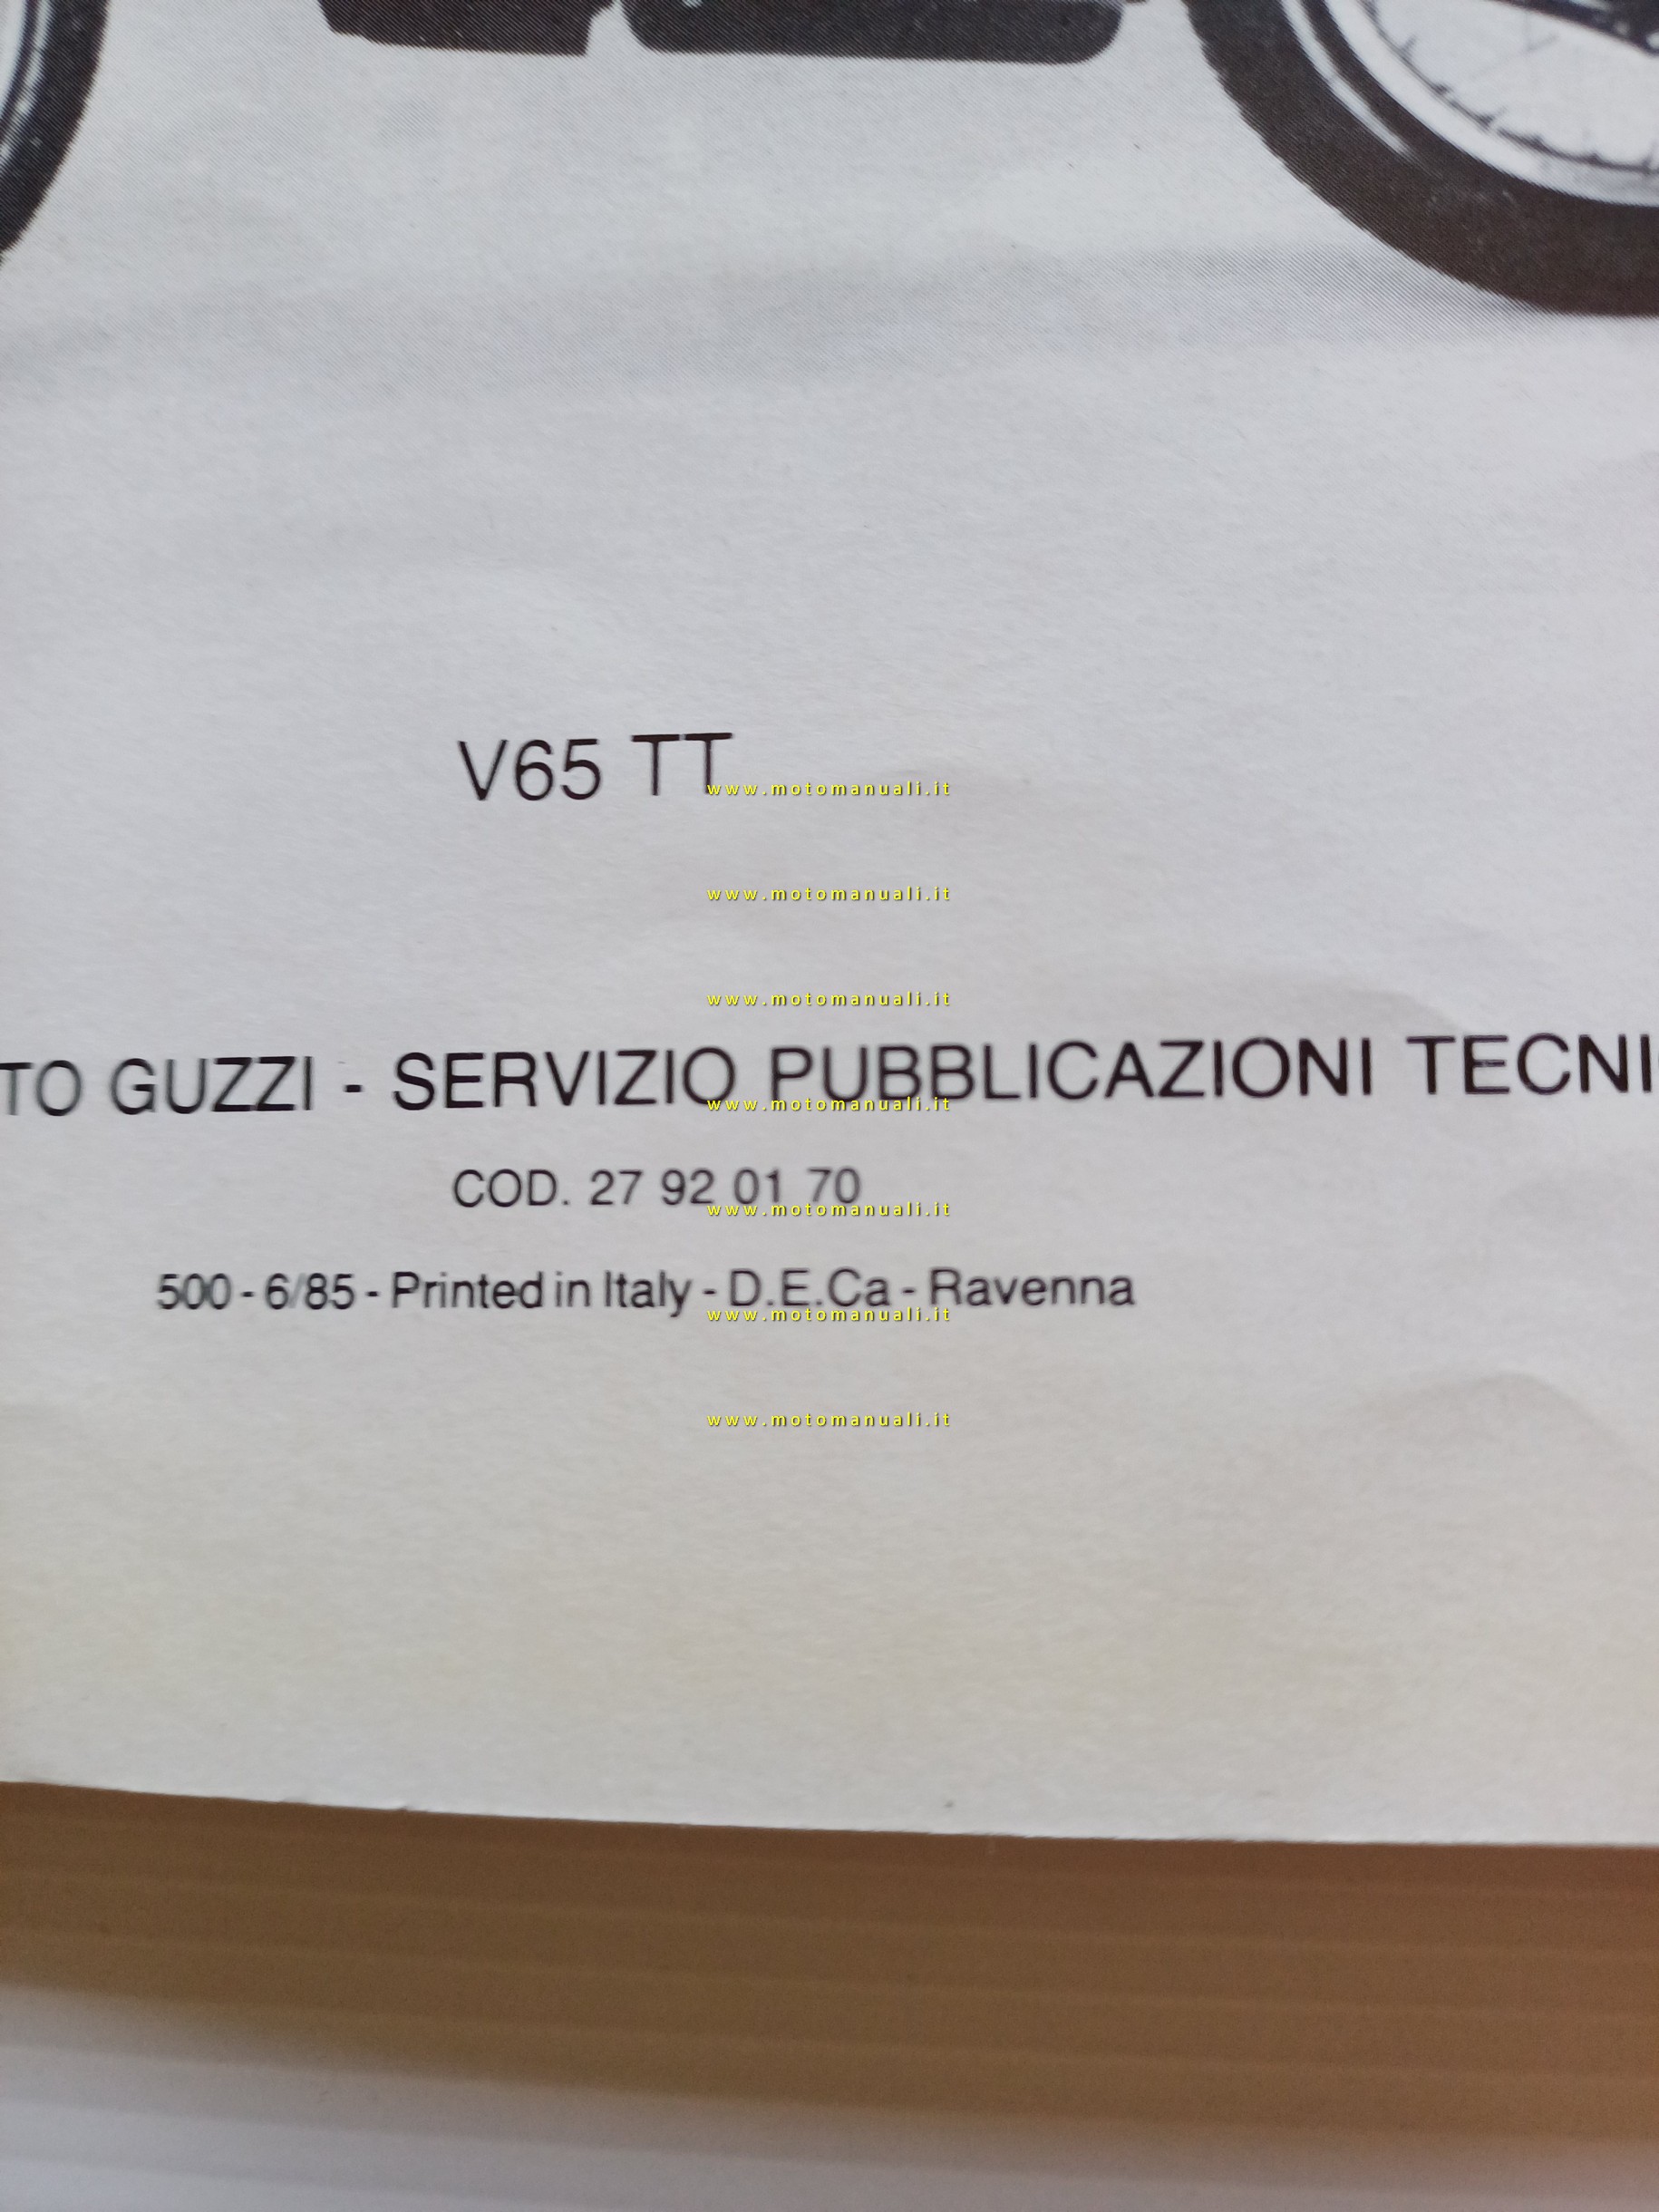 V65 TT
www.motomanuali.it
www.motomanuali.it
www.motomanuali.it
TO GUZZI - SERVIZIO PUBBLICAZIONI TECNI
www.motomanuali.it
COD. 27 92 01 70
www.motomanuali.it
500 - 6/85 - Printed in Italy - D.E.Ca - Ravenna
www.motomanuali.it
www.motomanuali.it